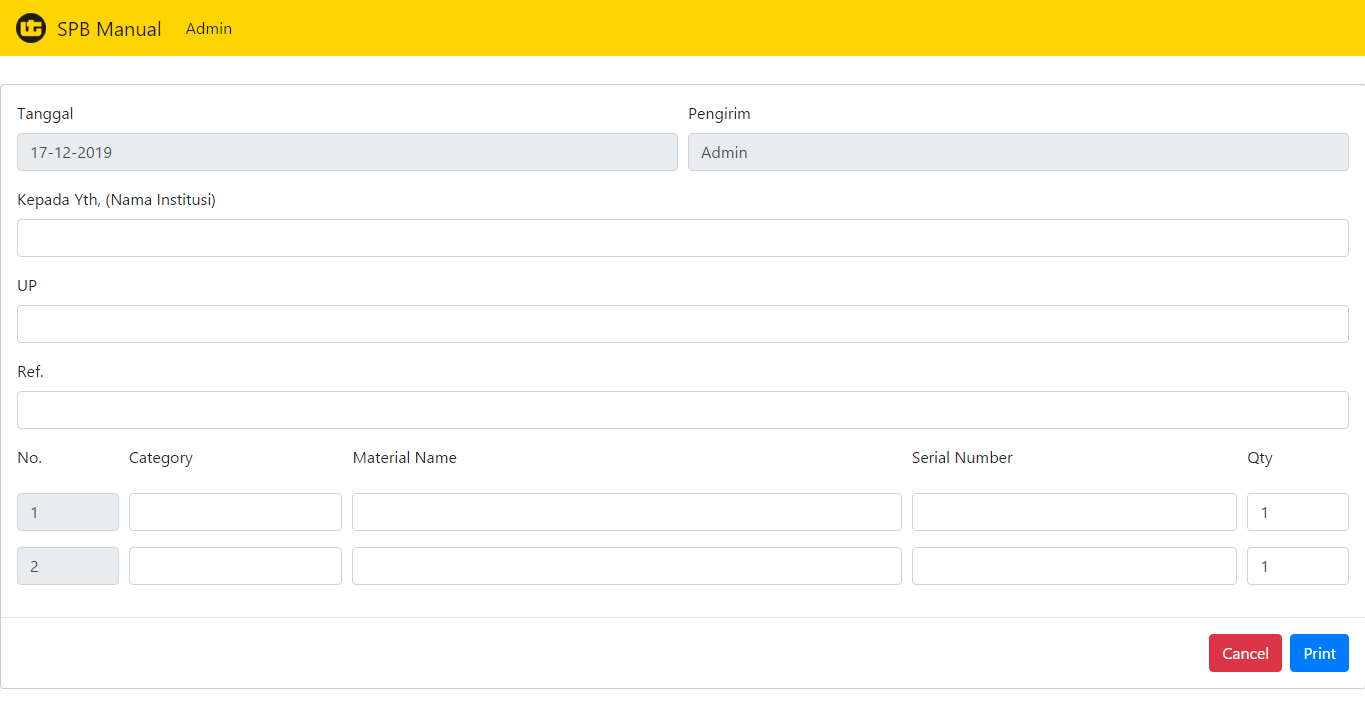 SPB Manual Admin
Tanggal Pengirim
17-12-2019 Admin
Kepada Yth, (Nama Institusi)
UP
Ref.
No. Category Material Name Serial Number Qty
1 1
2 1
Cancel Print